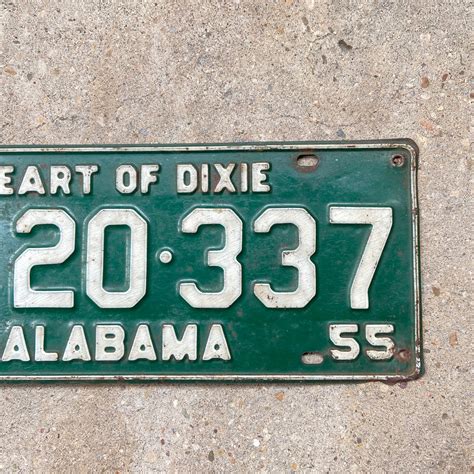 EART OF DIXIE
20·337
ALABAMA 55